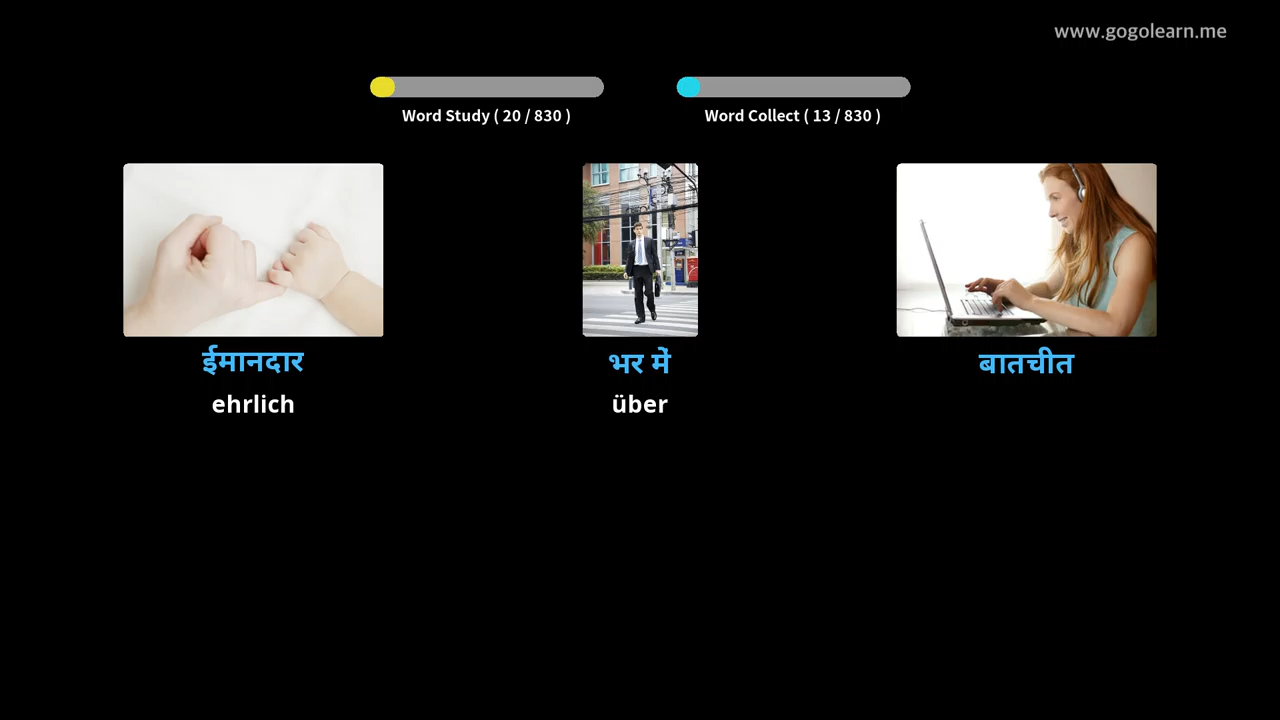 www.gogolearn.me
Word Study ( 20 / 830 )
Word Collect ( 13 / 830 )
ईमानदार
भर में
बातचीत
ehrlich
über